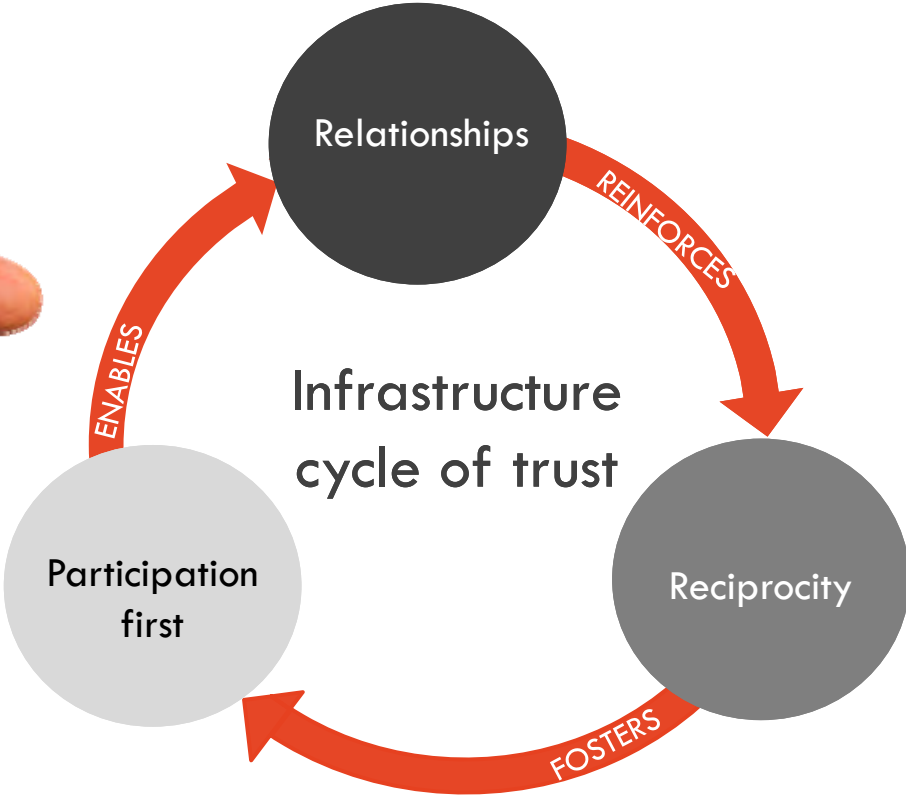 Relationships
REINFORCES
Infrastructure
cycle of trust
ENABLES
Participation
first
Reciprocity
FOSTERS